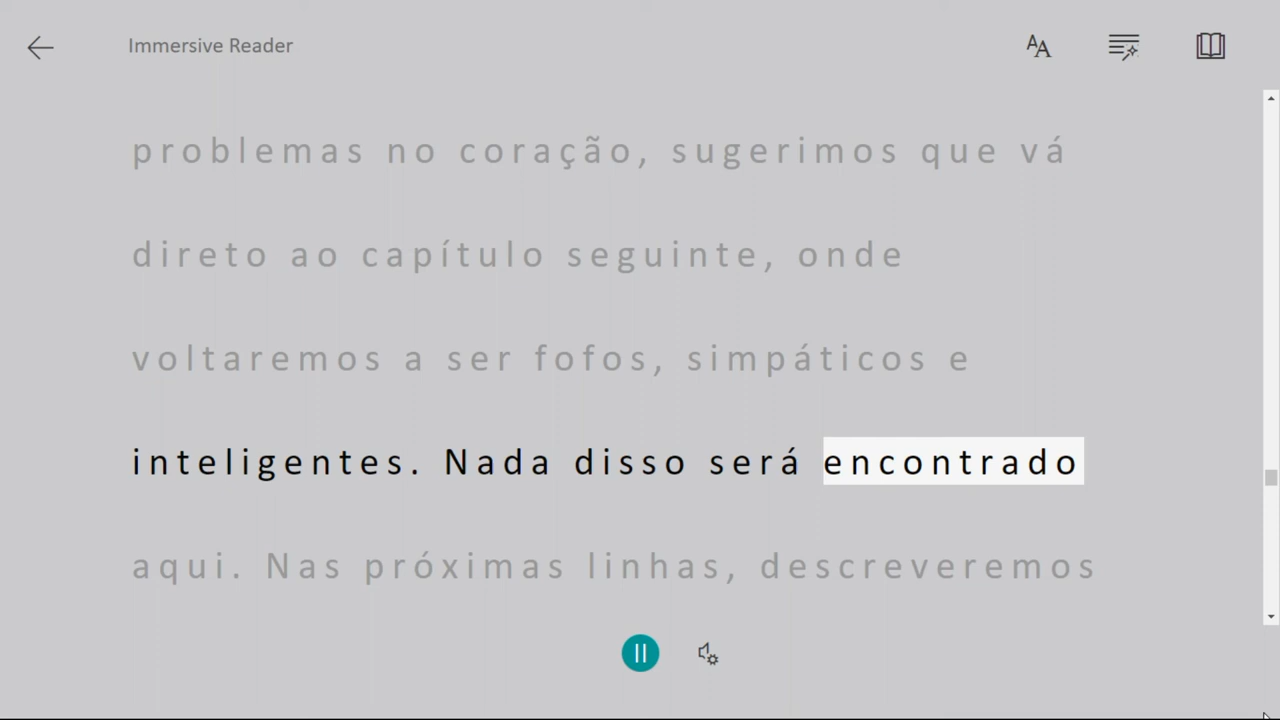 Immersive Reader
problemas no coração, sugerimos que vá
direto ao capítulo seguinte, onde
voltaremos a ser fofos, simpáticos e
inteligentes. Nada disso será encontrado
aqui. Nas próximas linhas, descreveremos